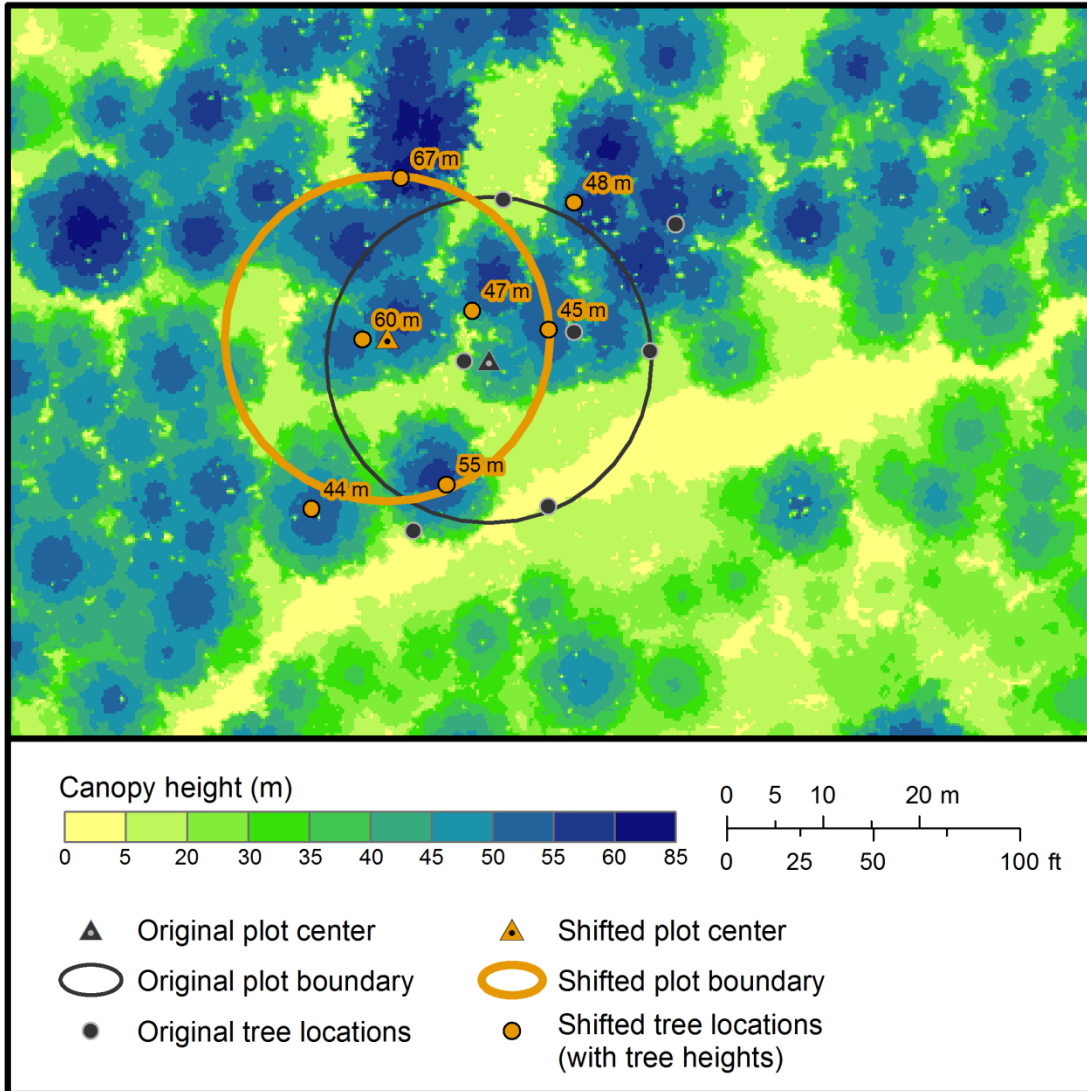 67 m
48 m
47 m
45 m
60 m
55 m
44 m
Canopy height (m)
0 5 20 30 35 40 45 50 55 60 85
0 5 10 20 m
0 25 50 100 ft
Original plot center
Shifted plot center
Original plot boundary
Shifted plot boundary
Original tree locations
Shifted tree locations
(with tree heights)